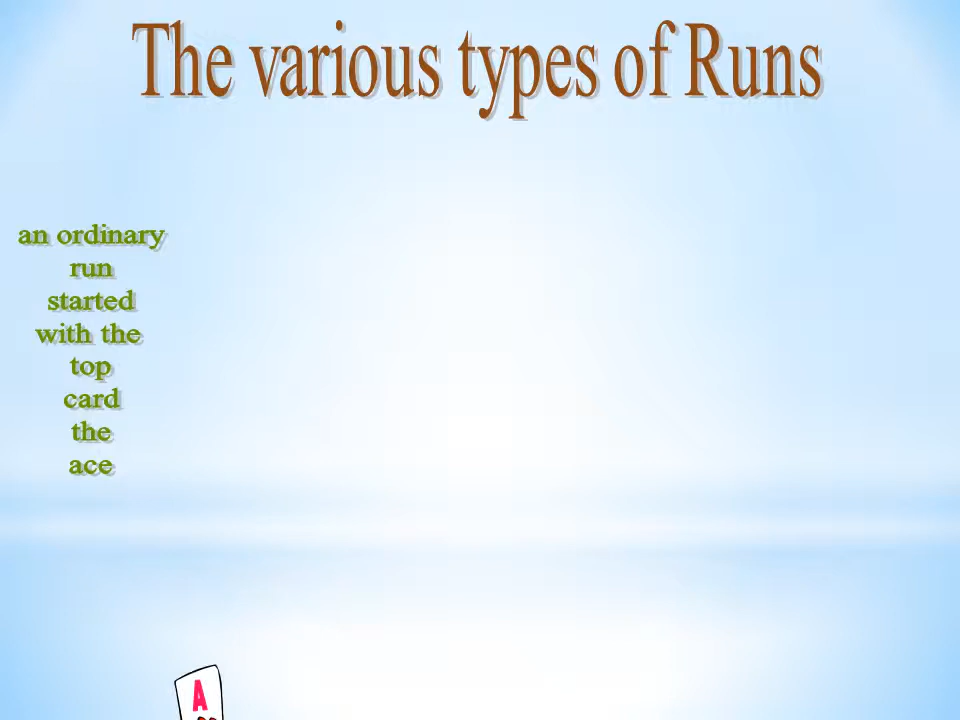 The various types of Runs
an ordinary
run
started
with the
top
card
the
ace
A